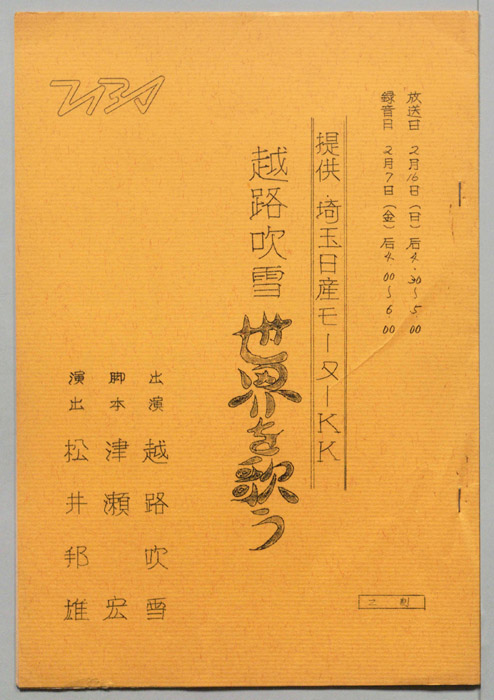 放送日 2月16日（日）后4.30〜5.00
録音日 2月7日（金）后4.00〜6.00
提供・埼玉日産モーターKK
越路吹雪 世界を歌う
出演 越路吹雪
脚本 津瀬宏
演出 松井邦雄